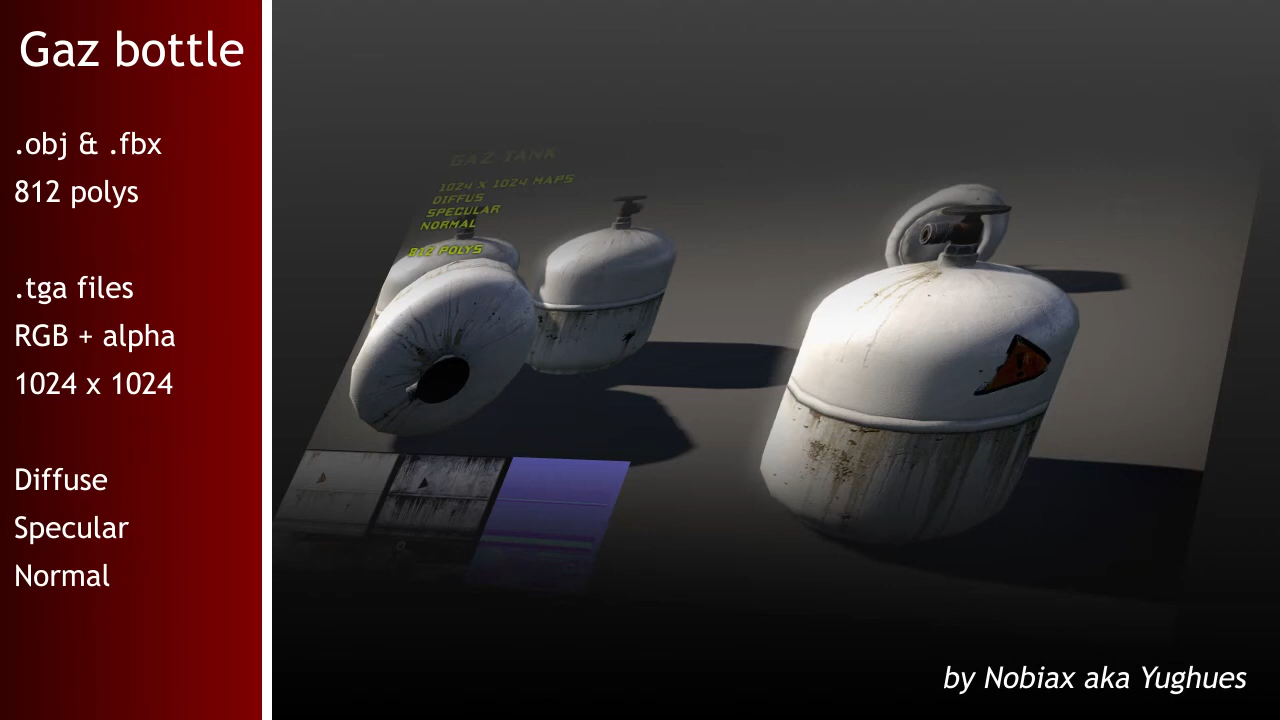 Gaz bottle
.obj & .fbx
812 polys
.tga files
RGB + alpha
1024 x 1024
Diffuse
Specular
Normal
GAZ TANK
1024 X 1024 MAPS
DIFFUS
SPECULAR
NORMAL
812 POLYS
by Nobiax aka Yughues